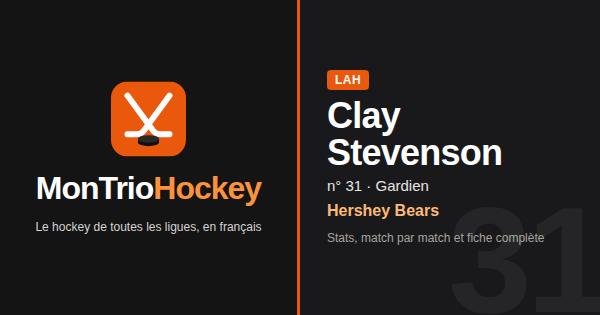 MonTrioHockey
Le hockey de toutes les ligues, en français
LAH
Clay
Stevenson
n° 31 · Gardien
Hershey Bears
Stats, match par match et fiche complète
31